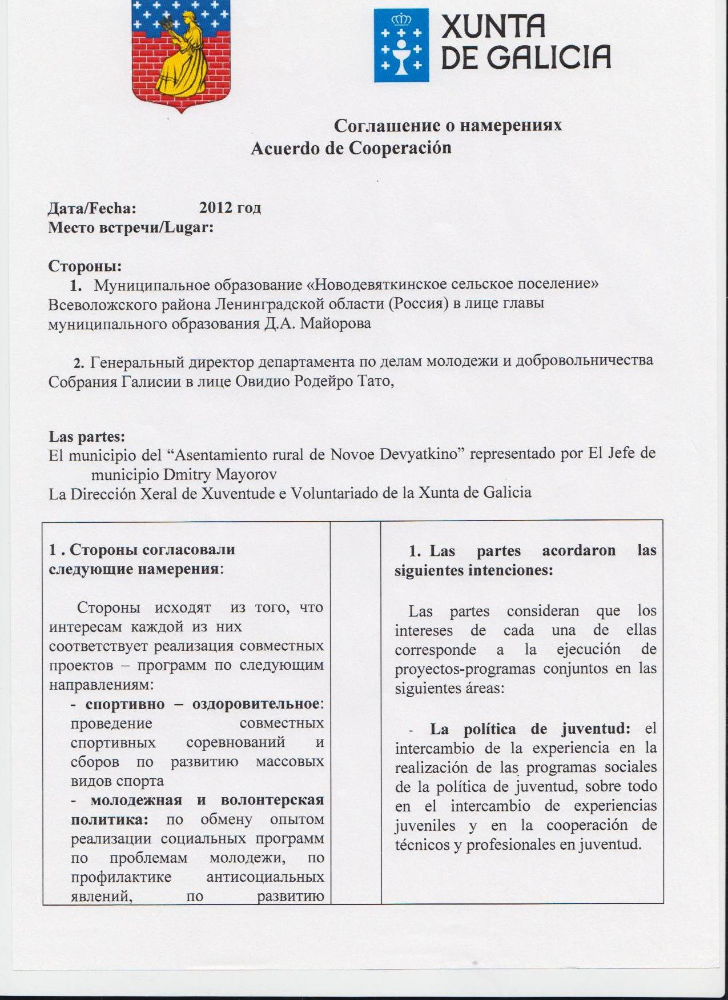 XUNTA
DE GALICIA
Соглашение о намерениях
Acuerdo de Cooperación
Дата/Fecha: 2012 год
Место встречи/Lugar:
Стороны:
1. Муниципальное образование «Новодевяткинское сельское поселение»
Всеволожского района Ленинградской области (Россия) в лице главы
муниципального образования Д.А. Майорова
2. Генеральный директор департамента по делам молодежи и добровольничества
Собрания Галисии в лице Овидио Родейро Тато,
Las partes:
El municipio del “Asentamiento rural de Novoe Devyatkino” representado por El Jefe de
municipio Dmitry Mayorov
La Dirección Xeral de Xuventude e Voluntariado de la Xunta de Galicia
1 . Стороны согласовали
следующие намерения:
Стороны исходят из того, что
интересам каждой из них
соответствует реализация совместных
проектов – программ по следующим
направлениям:
- спортивно – оздоровительное:
проведение совместных
спортивных соревнований и
сборов по развитию массовых
видов спорта
- молодежная и волонтерская
политика: по обмену опытом
реализации социальных программ
по проблемам молодежи, по
профилактике антисоциальных
явлений, по развитию
1. Las partes acordaron las
siguientes intenciones:
Las partes consideran que los
intereses de cada una de ellas
corresponde a la ejecución de
proyectos-programas conjuntos en las
siguientes áreas:
- La política de juventud: el
intercambio de la experiencia en la
realización de las programas sociales
de la política de juventud, sobre todo
en el intercambio de experiencias
juveniles y en la cooperación de
técnicos y profesionales en juventud.